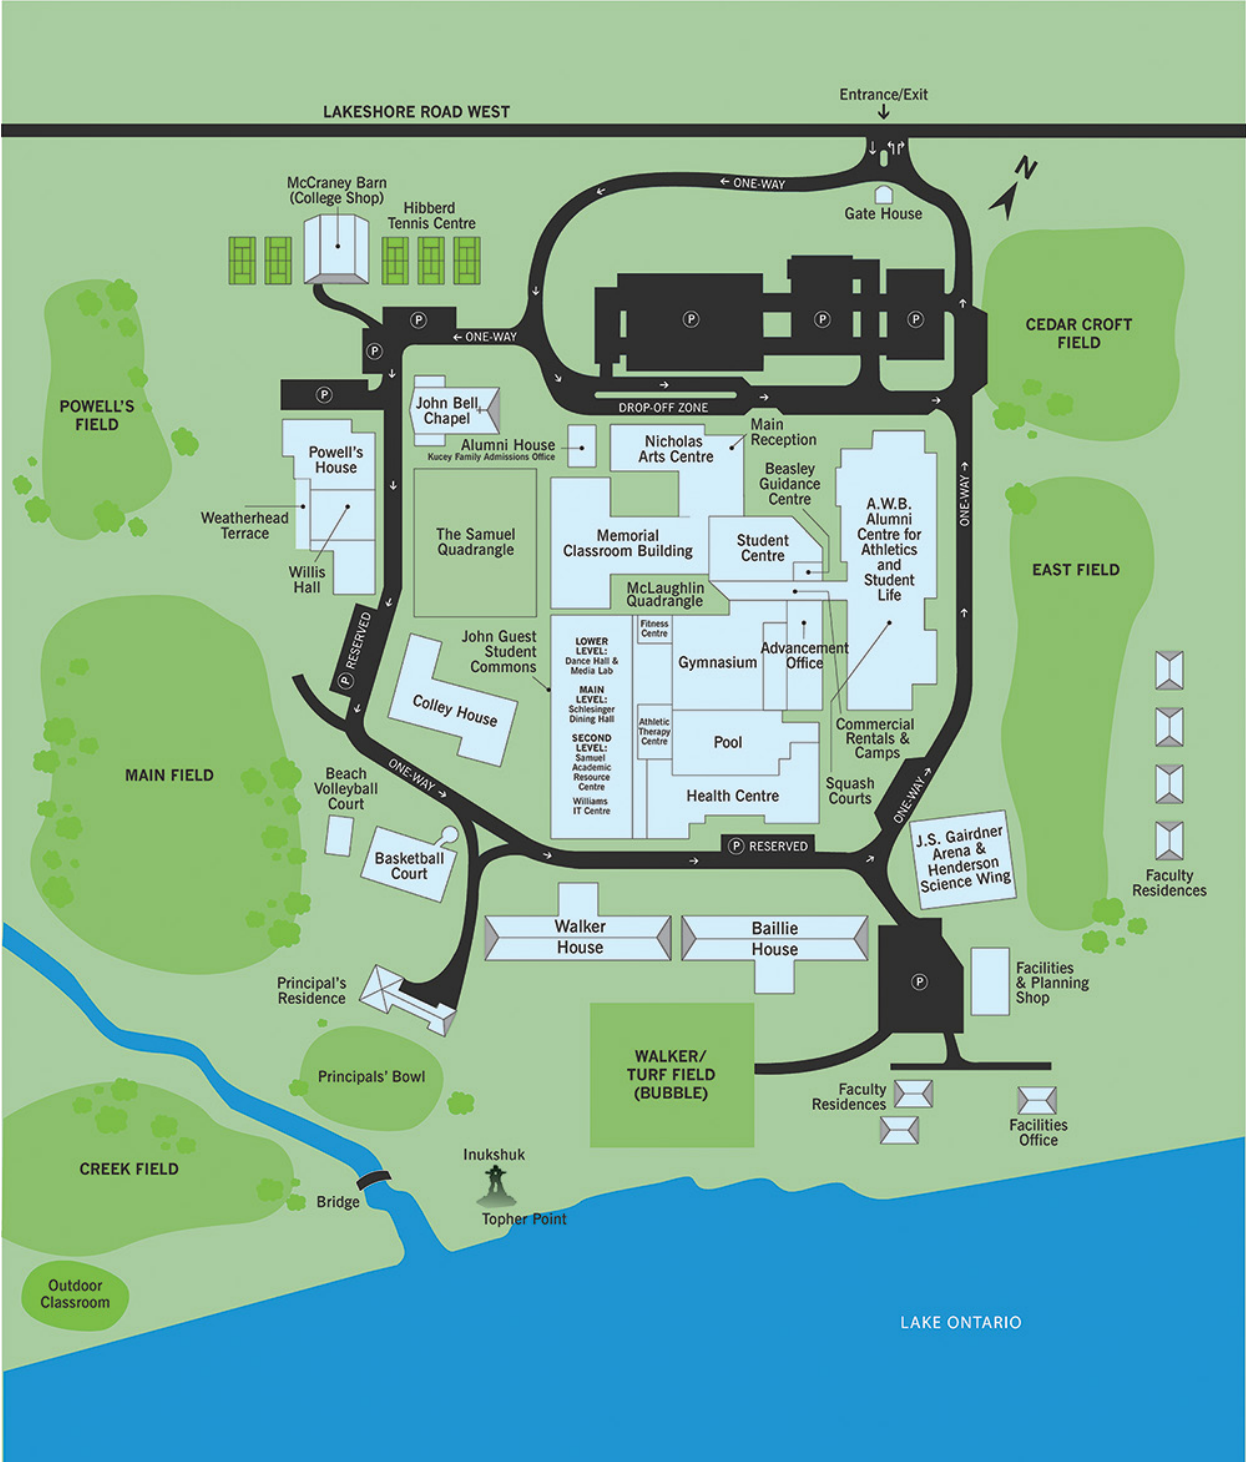 Entrance/Exit
LAKESHORE ROAD WEST
← ONE-WAY
N
McCraney Barn
(College Shop)
Hibberd
Tennis Centre
Gate House
P
P
P
P
← ONE-WAY
P
P
CEDAR CROFT
FIELD
POWELL'S
FIELD
DROP-OFF ZONE
John Bell
Chapel
Alumni House
Kucey Family Admissions Office
Nicholas
Arts Centre
Main
Reception
Beasley
Guidance
Centre
Powell's
House
Weatherhead
Terrace
Willis
Hall
The Samuel
Quadrangle
Memorial
Classroom Building
Student
Centre
A.W.B.
Alumni
Centre for
Athletics
and
Student
Life
ONE-WAY →
EAST FIELD
McLaughlin
Quadrangle
P RESERVED
John Guest
Student
Commons
LOWER
LEVEL:
Dance Hall &
Media Lab
MAIN
LEVEL:
Schlesinger
Dining Hall
SECOND
LEVEL:
Samuel
Academic
Resource
Centre
Williams
IT Centre
Fitness
Centre
Gymnasium
Advancement
Office
Colley House
Athletic
Therapy
Centre
Pool
Commercial
Rentals &
Camps
Health Centre
Squash
Courts
MAIN FIELD
ONE-WAY →
Beach
Volleyball
Court
Basketball
Court
P RESERVED
ONE-WAY →
J.S. Gairdner
Arena &
Henderson
Science Wing
Faculty
Residences
Walker
House
Baillie
House
P
Facilities
& Planning
Shop
Principal's
Residence
Principals' Bowl
WALKER/
TURF FIELD
(BUBBLE)
Faculty
Residences
Facilities
Office
CREEK FIELD
Bridge
Inukshuk
Topher Point
Outdoor
Classroom
LAKE ONTARIO